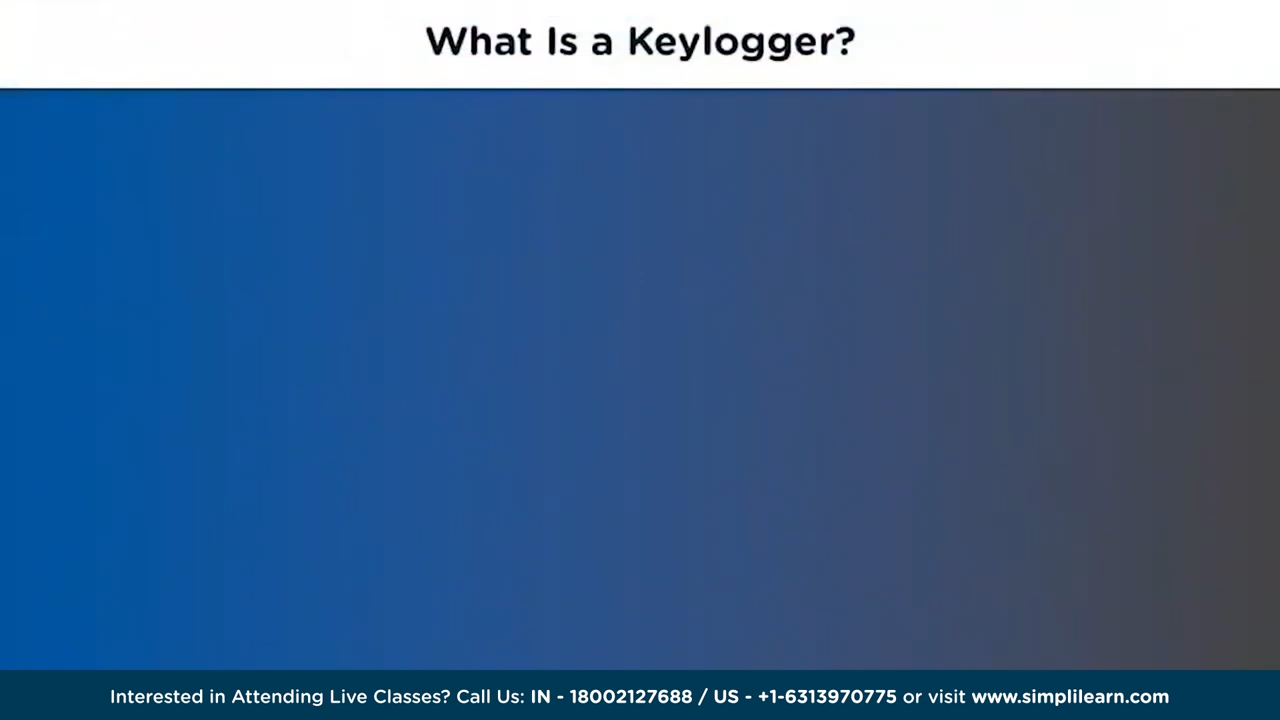 What Is a Keylogger?
Interested in Attending Live Classes? Call Us: IN - 18002127688 / US - +1-6313970775 or visit www.simplilearn.com